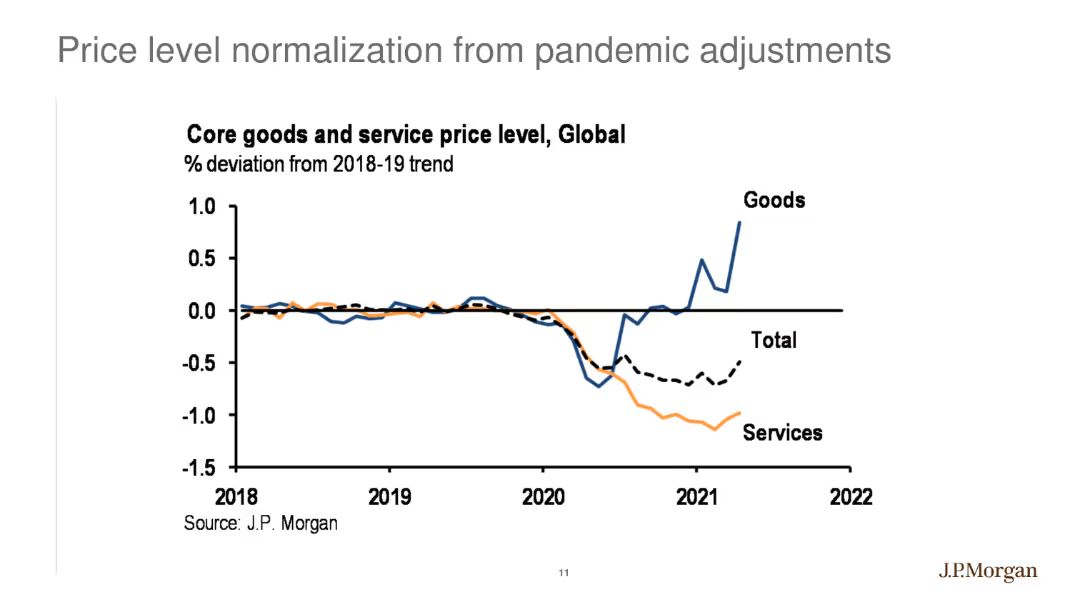 Price level normalization from pandemic adjustments
Core goods and service price level, Global
% deviation from 2018-19 trend
1.0
0.5
0.0
-0.5
-1.0
-1.5
Goods
Total
Services
2018 2019 2020 2021 2022
Source: J.P. Morgan
11
J.P.Morgan